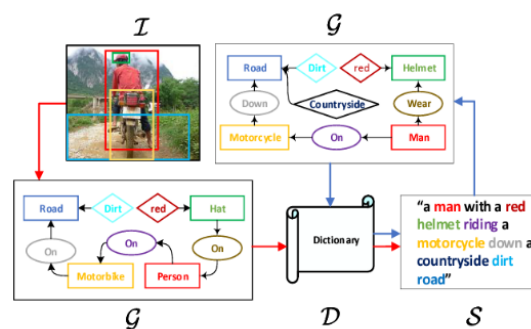 I
G
Road
Dirt
red
Helmet
Down
Countryside
Wear
Motorcycle
On
Man
Road
Dirt
red
Hat
On
On
On
Motorbike
Person
G
Dictionary
D
"a man with a red
helmet riding a
motorcycle down a
countryside dirt
road"
S